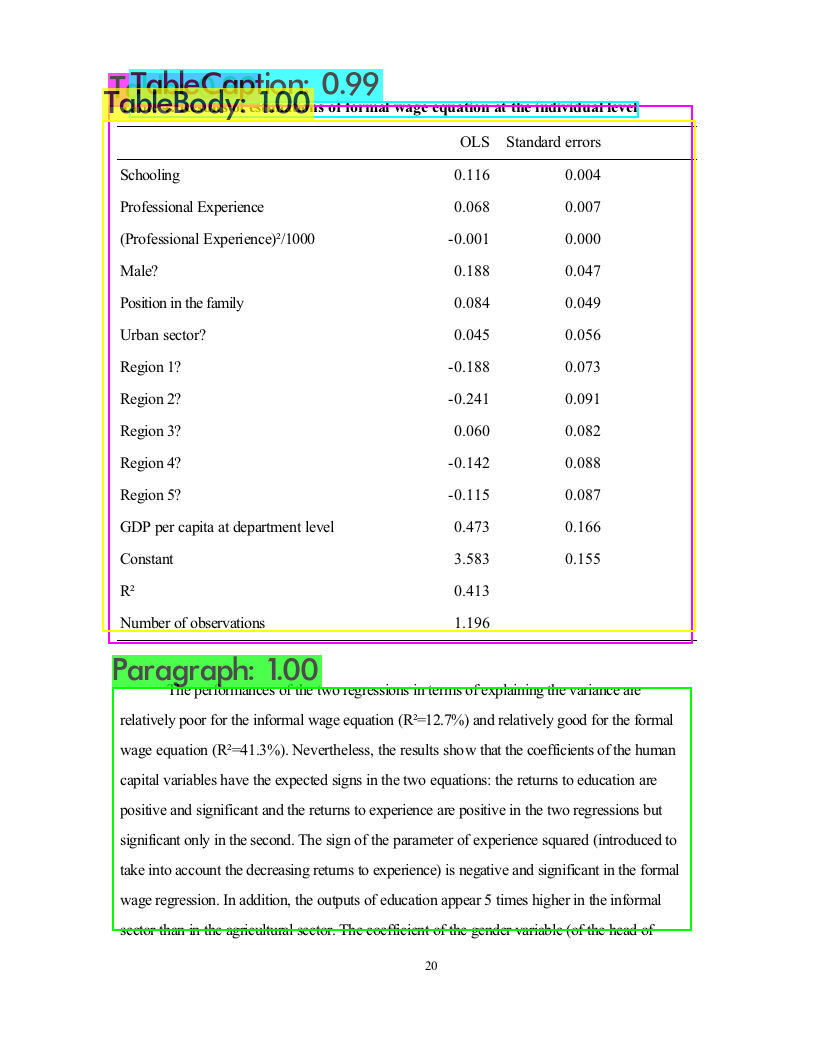 TableCaption: 0.99
TableBody: 1.00
of formal wage equation at the individual level
OLS Standard errors
Schooling 0.116 0.004
Professional Experience 0.068 0.007
(Professional Experience)²/1000 -0.001 0.000
Male? 0.188 0.047
Position in the family 0.084 0.049
Urban sector? 0.045 0.056
Region 1? -0.188 0.073
Region 2? -0.241 0.091
Region 3? 0.060 0.082
Region 4? -0.142 0.088
Region 5? -0.115 0.087
GDP per capita at department level 0.473 0.166
Constant 3.583 0.155
R² 0.413
Number of observations 1.196
Paragraph: 1.00
The performances of the two regressions in terms of explaining the variance are
relatively poor for the informal wage equation (R²=12.7%) and relatively good for the formal
wage equation (R²=41.3%). Nevertheless, the results show that the coefficients of the human
capital variables have the expected signs in the two equations: the returns to education are
positive and significant and the returns to experience are positive in the two regressions but
significant only in the second. The sign of the parameter of experience squared (introduced to
take into account the decreasing returns to experience) is negative and significant in the formal
wage regression. In addition, the outputs of education appear 5 times higher in the informal
sector than in the agricultural sector. The coefficient of the gender variable (of the head of
20